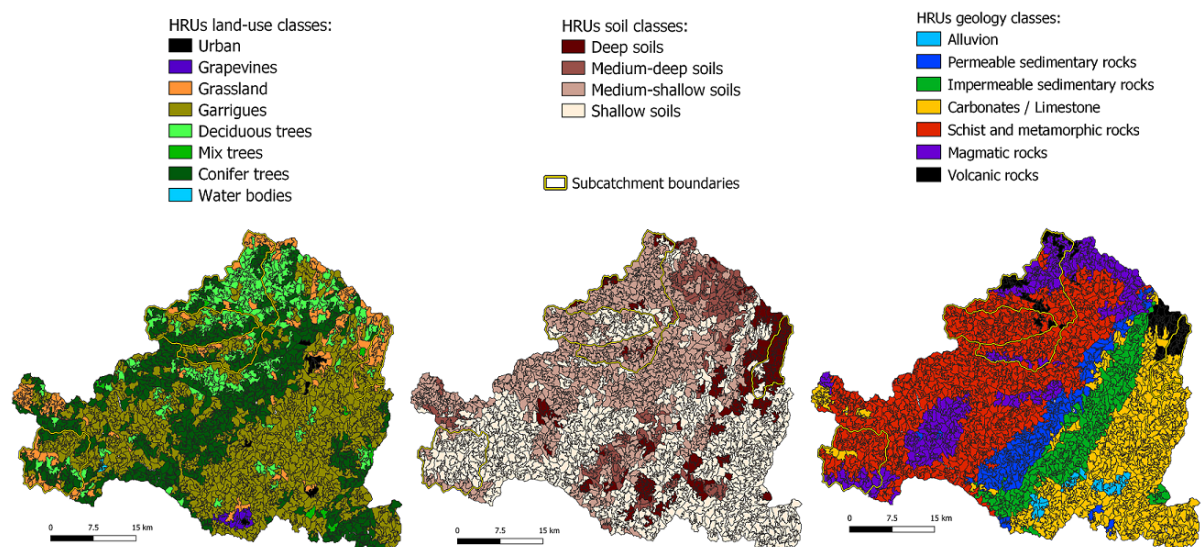 HRUs land-use classes:
Urban
Grapevines
Grassland
Garrigues
Deciduous trees
Mix trees
Conifer trees
Water bodies
0 7.5 15 km
HRUs soil classes:
Deep soils
Medium-deep soils
Medium-shallow soils
Shallow soils
Subcatchment boundaries
0 7.5 15 km
HRUs geology classes:
Alluvion
Permeable sedimentary rocks
Impermeable sedimentary rocks
Carbonates / Limestone
Schist and metamorphic rocks
Magmatic rocks
Volcanic rocks
0 7.5 15 km